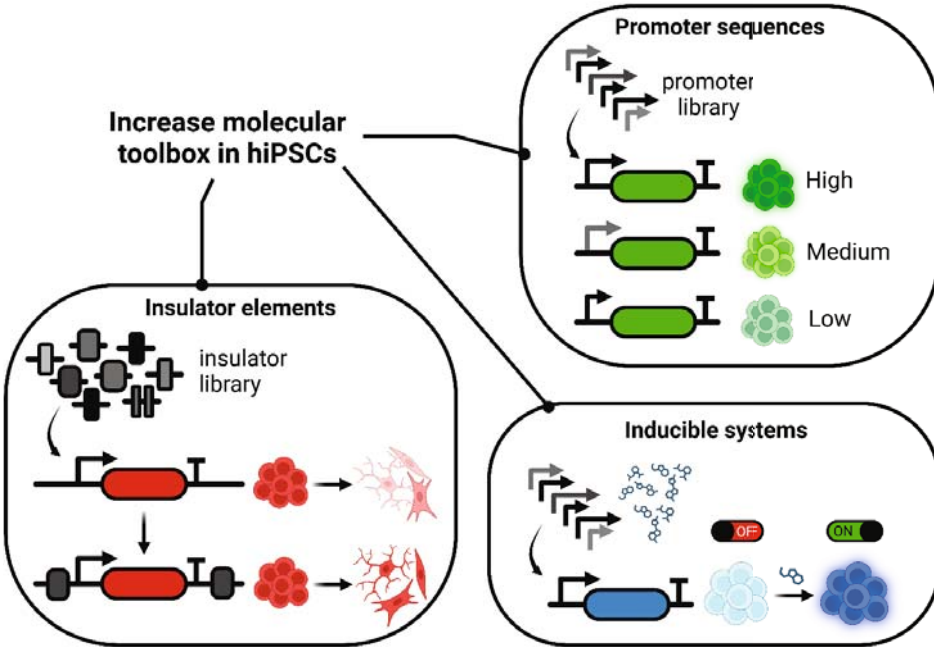 Promoter sequences
promoter
library
High
Medium
Low
Increase molecular
toolbox in hiPSCs
Insulator elements
insulator
library
Inducible systems
OFF
ON